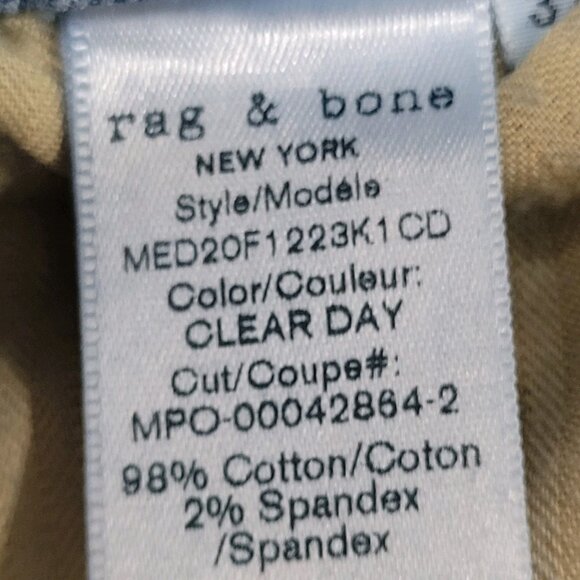 rag & bone
NEW YORK
Style/Modéle
MED20F1223K1CD
Color/Couleur:
CLEAR DAY
Cut/Coupe#:
MPO-00042864-2
98% Cotton/Coton
2% Spandex
/Spandex